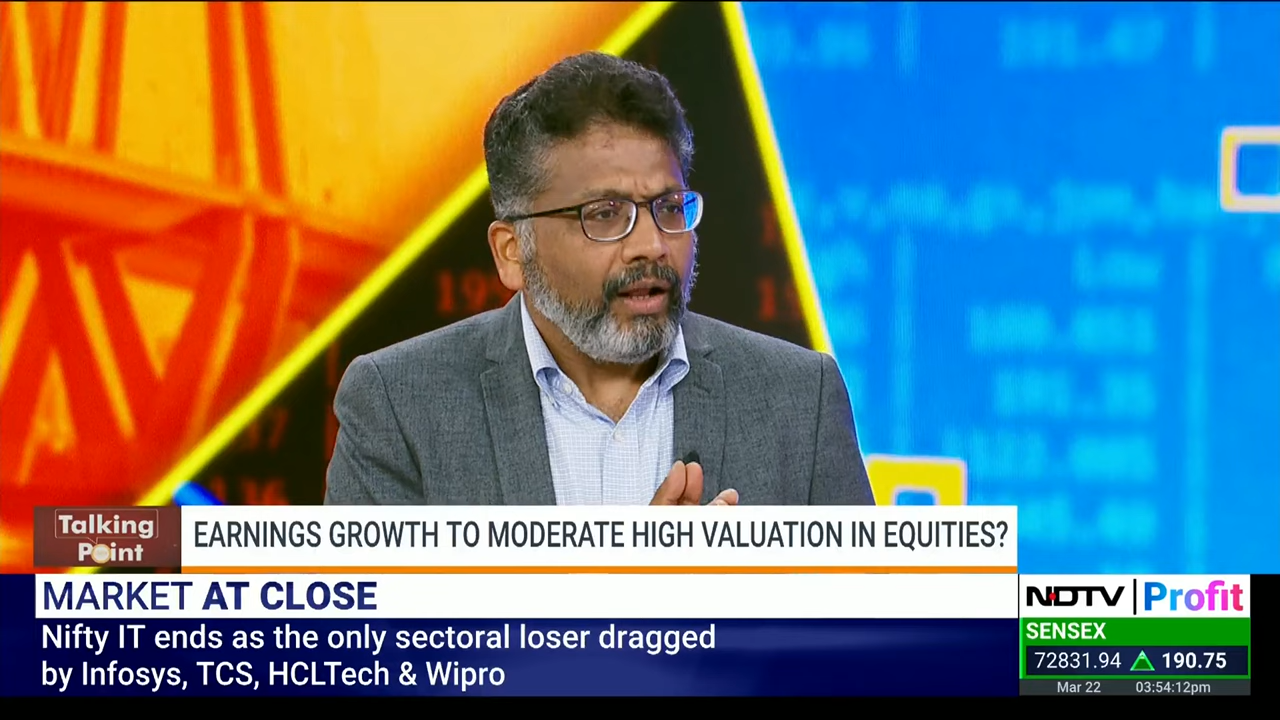 Talking
Point
EARNINGS GROWTH TO MODERATE HIGH VALUATION IN EQUITIES?
MARKET AT CLOSE
Nifty IT ends as the only sectoral loser dragged
by Infosys, TCS, HCLTech & Wipro
NDTV Profit
SENSEX
72831.94 ▲ 190.75
Mar 22 03:54:12pm